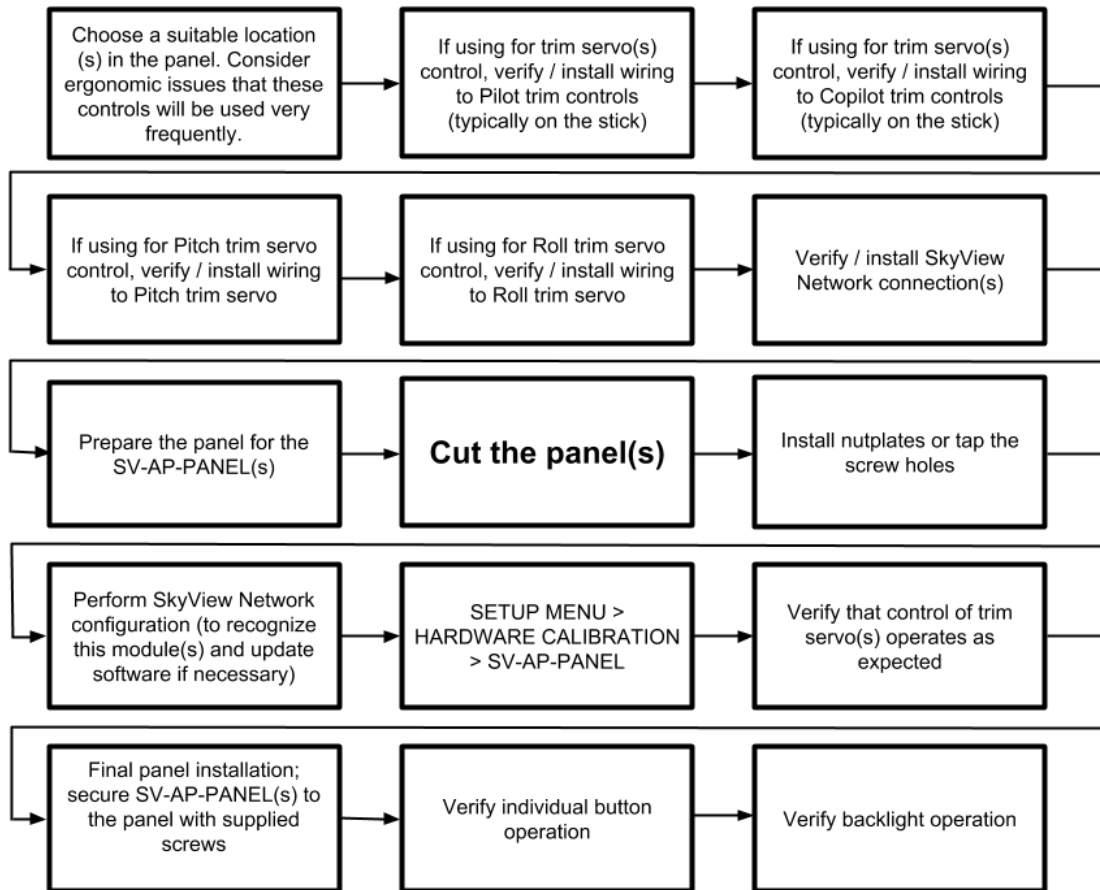 Choose a suitable location
(s) in the panel. Consider
ergonomic issues that these
controls will be used very
frequently.
If using for trim servo(s)
control, verify / install wiring
to Pilot trim controls
(typically on the stick)
If using for trim servo(s)
control, verify / install wiring
to Copilot trim controls
(typically on the stick)
If using for Pitch trim servo
control, verify / install wiring
to Pitch trim servo
If using for Roll trim servo
control, verify / install wiring
to Roll trim servo
Verify / install SkyView
Network connection(s)
Prepare the panel for the
SV-AP-PANEL(s)
Cut the panel(s)
Install nutplates or tap the
screw holes
Perform SkyView Network
configuration (to recognize
this module(s) and update
software if necessary)
SETUP MENU >
HARDWARE CALIBRATION
> SV-AP-PANEL
Verify that control of trim
servo(s) operates as
expected
Final panel installation;
secure SV-AP-PANEL(s) to
the panel with supplied
screws
Verify individual button
operation
Verify backlight operation